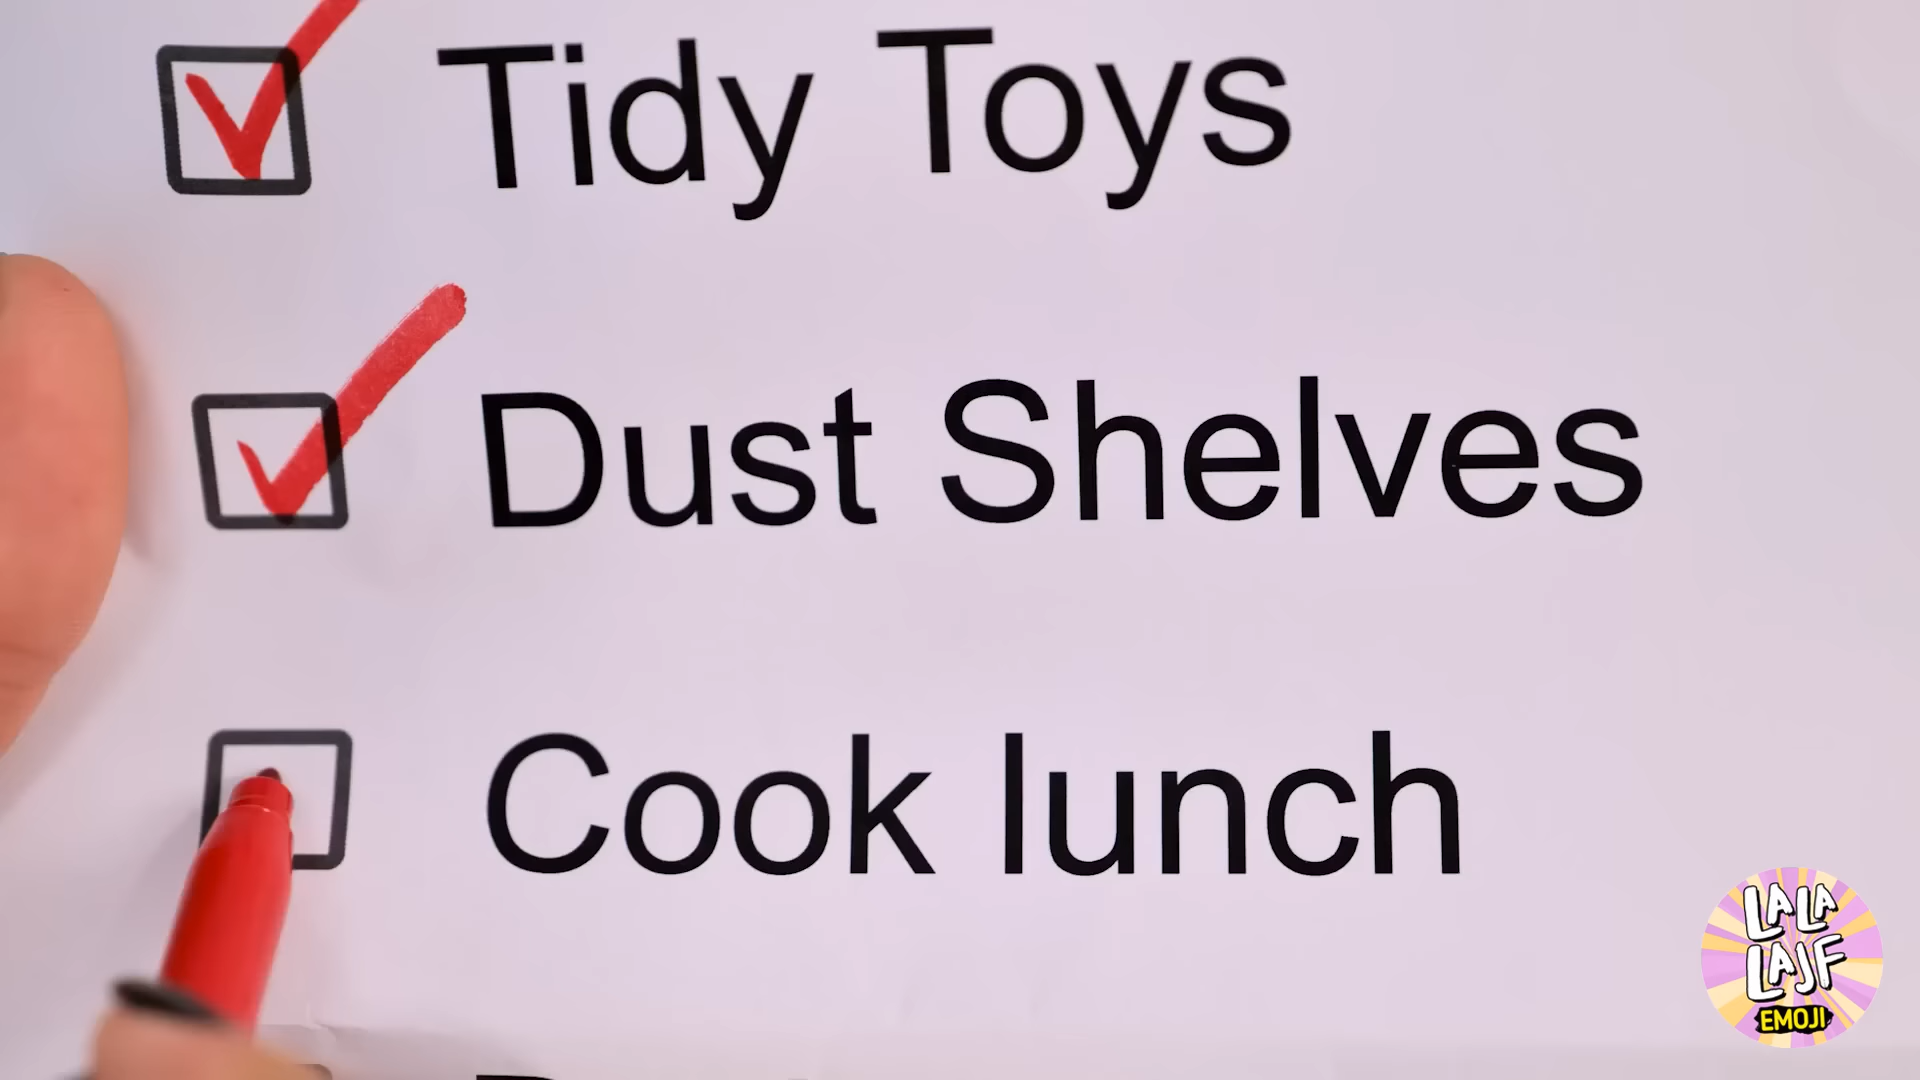 Tidy Toys
Dust Shelves
Cook lunch
LA LA
LAJF
EMOJI